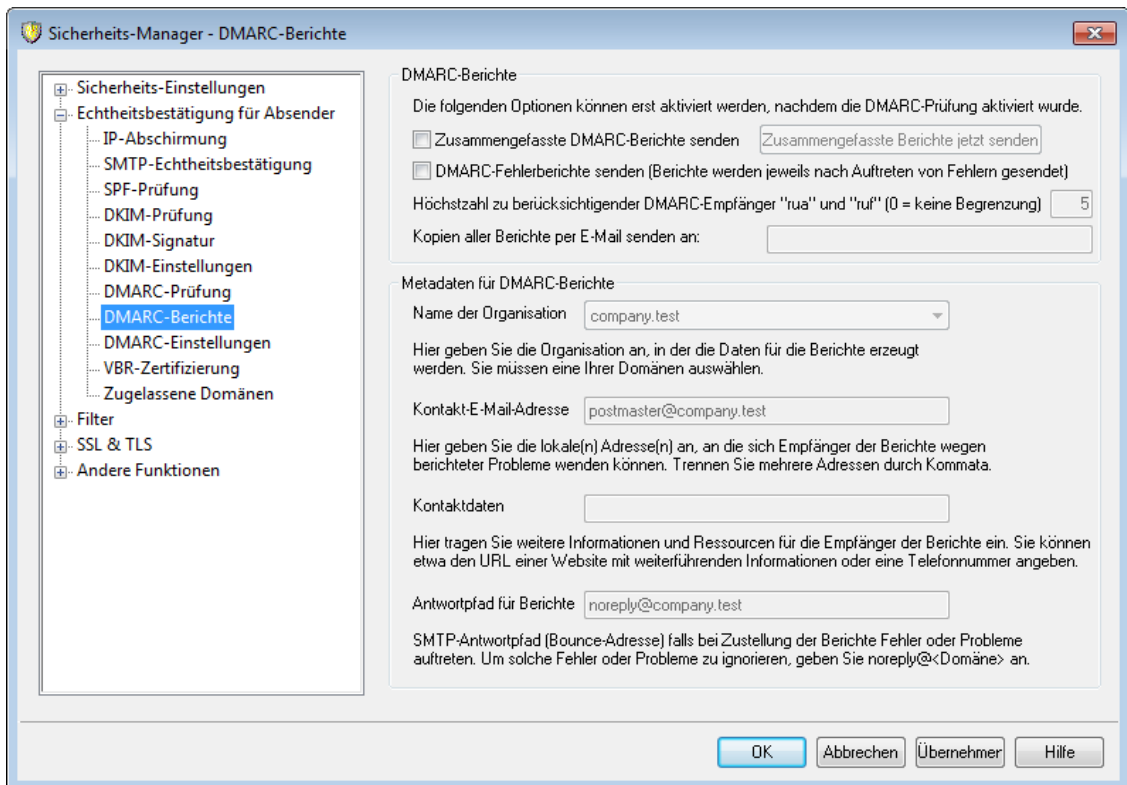 Sicherheits-Manager - DMARC-Berichte
Sicherheits-Einstellungen
Echtheitsbestätigung für Absender
IP-Abschirmung
SMTP-Echtheitsbestätigung
SPF-Prüfung
DKIM-Prüfung
DKIM-Signatur
DKIM-Einstellungen
DMARC-Prüfung
DMARC-Berichte
DMARC-Einstellungen
VBR-Zertifizierung
Zugelassene Domänen
Filter
SSL & TLS
Andere Funktionen
DMARC-Berichte
Die folgenden Optionen können erst aktiviert werden, nachdem die DMARC-Prüfung aktiviert wurde.
Zusammengefasste DMARC-Berichte senden Zusammengefasste Berichte jetzt senden
DMARC-Fehlerberichte senden (Berichte werden jeweils nach Auftreten von Fehlern gesendet)
Höchstzahl zu berücksichtigender DMARC-Empfänger "rua" und "ruf" (0 = keine Begrenzung) 5
Kopien aller Berichte per E-Mail senden an:
Metadaten für DMARC-Berichte
Name der Organisation company.test
Hier geben Sie die Organisation an, in der die Daten für die Berichte erzeugt
werden. Sie müssen eine Ihrer Domänen auswählen.
Kontakt-E-Mail-Adresse postmaster@company.test
Hier geben Sie die lokale(n) Adresse(n) an, an die sich Empfänger der Berichte wegen
berichteter Probleme wenden können. Trennen Sie mehrere Adressen durch Kommata.
Kontaktdaten
Hier tragen Sie weitere Informationen und Ressourcen für die Empfänger der Berichte ein. Sie können
etwa den URL einer Website mit weiterführenden Informationen oder eine Telefonnummer angeben.
Antwortpfad für Berichte noreply@company.test
SMTP-Antwortpfad (Bounce-Adresse) falls bei Zustellung der Berichte Fehler oder Probleme
auftreten. Um solche Fehler oder Probleme zu ignorieren, geben Sie noreply@<Domäne> an.
OK Abbrechen Übernehmer Hilfe